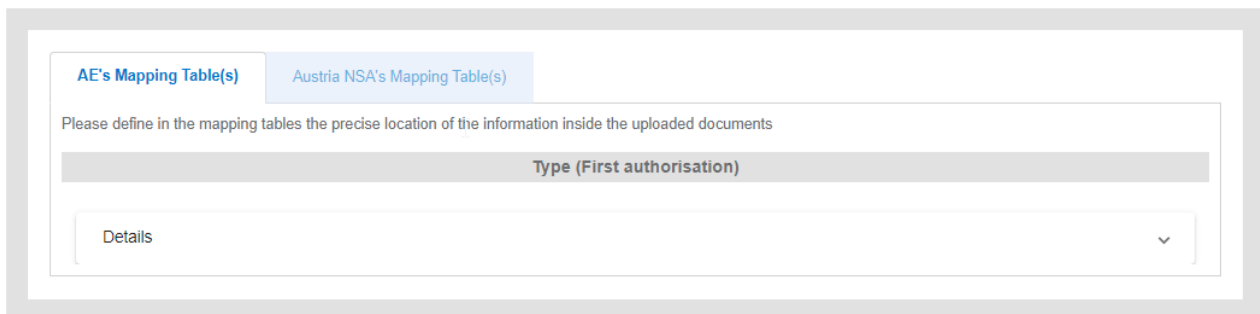 AE's Mapping Table(s)
Austria NSA's Mapping Table(s)
Please define in the mapping tables the precise location of the information inside the uploaded documents
Type (First authorisation)
Details